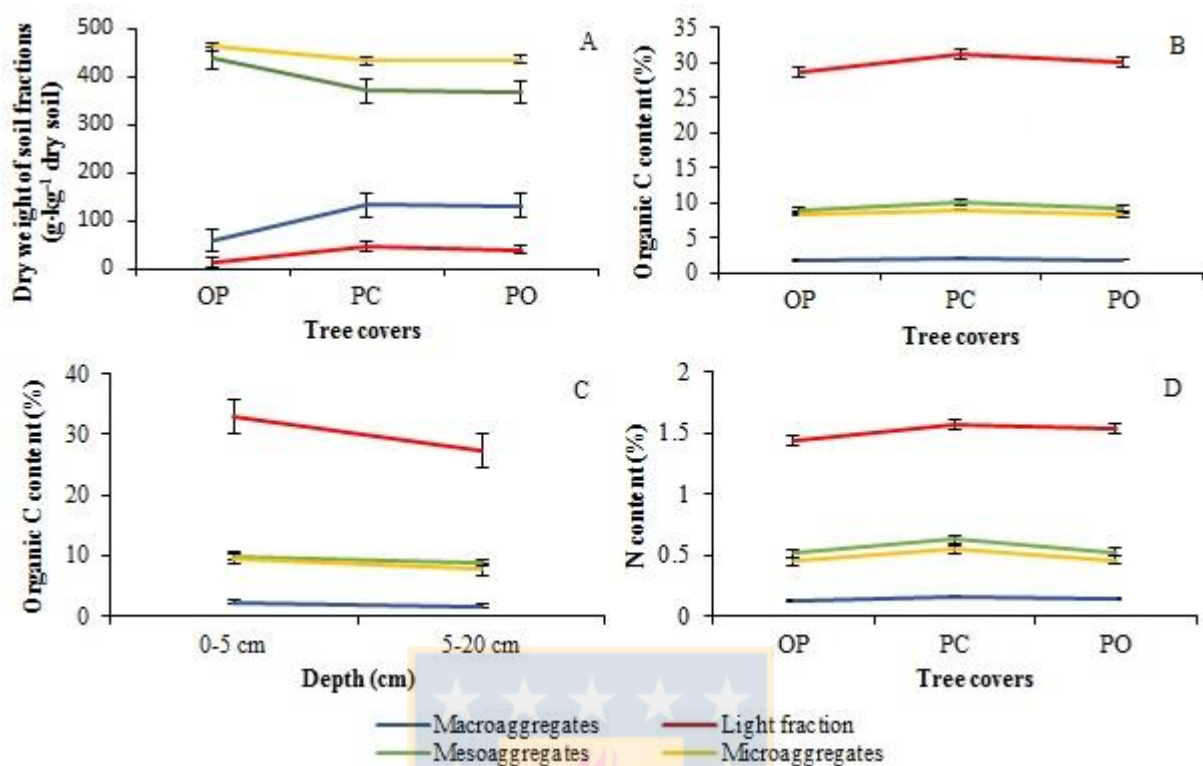 A
Dry weight of soil fractions
(g·kg⁻¹ dry soil)
500
400
300
200
100
0
OP PC PO
Tree covers
B
Organic C content (%)
35
30
25
20
15
10
5
0
OP PC PO
Tree covers
C
Organic C content (%)
40
30
20
10
0
0-5 cm 5-20 cm
Depth (cm)
D
N content (%)
2
1.5
1
0.5
0
OP PC PO
Tree covers
Macroaggregates Light fraction
Mesoaggregates Microaggregates